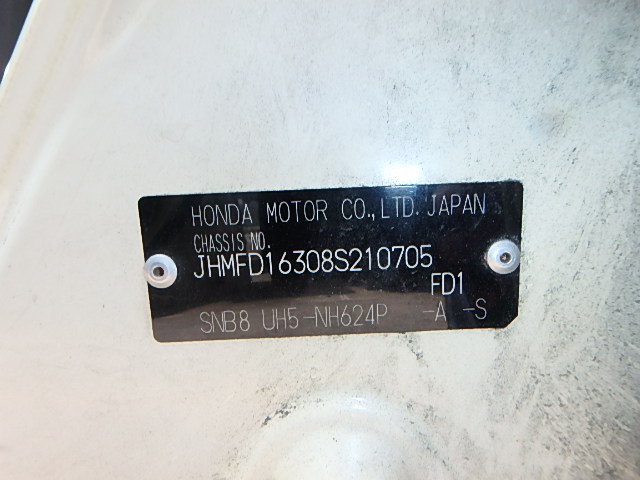 HONDA MOTOR CO.,LTD. JAPAN
CHASSIS NO.
JHMFD16308S210705
FD1
SNB8 UH5-NH624P -A -S